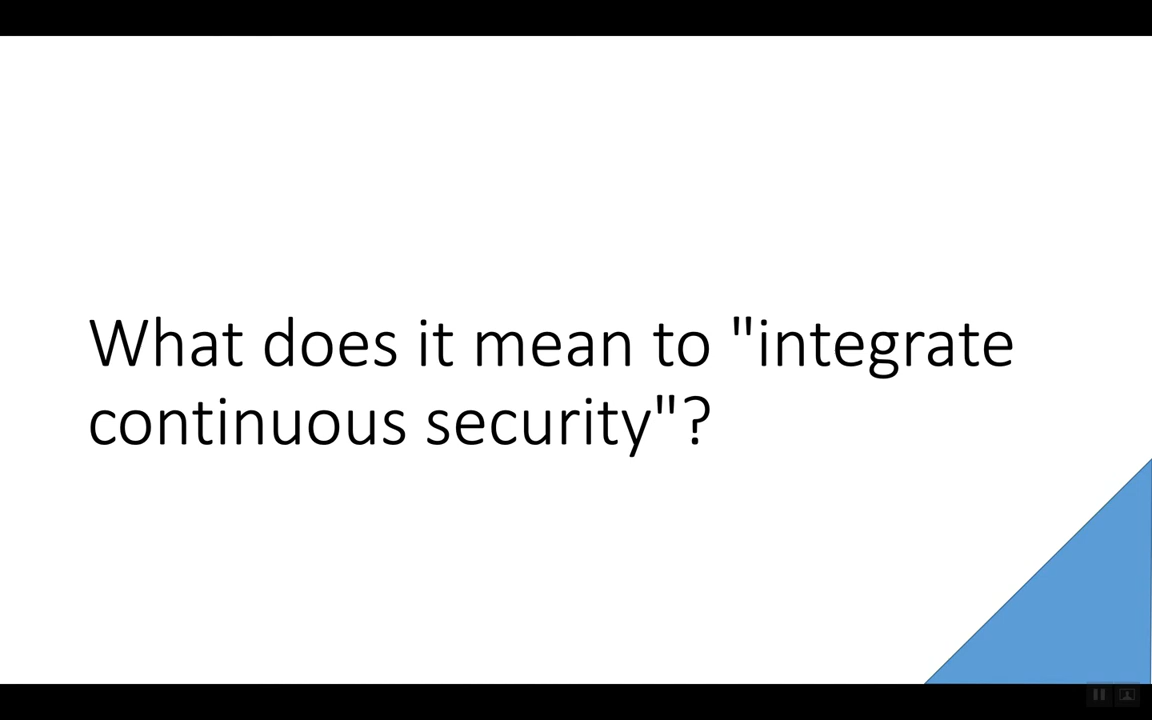 What does it mean to "integrate
continuous security"?